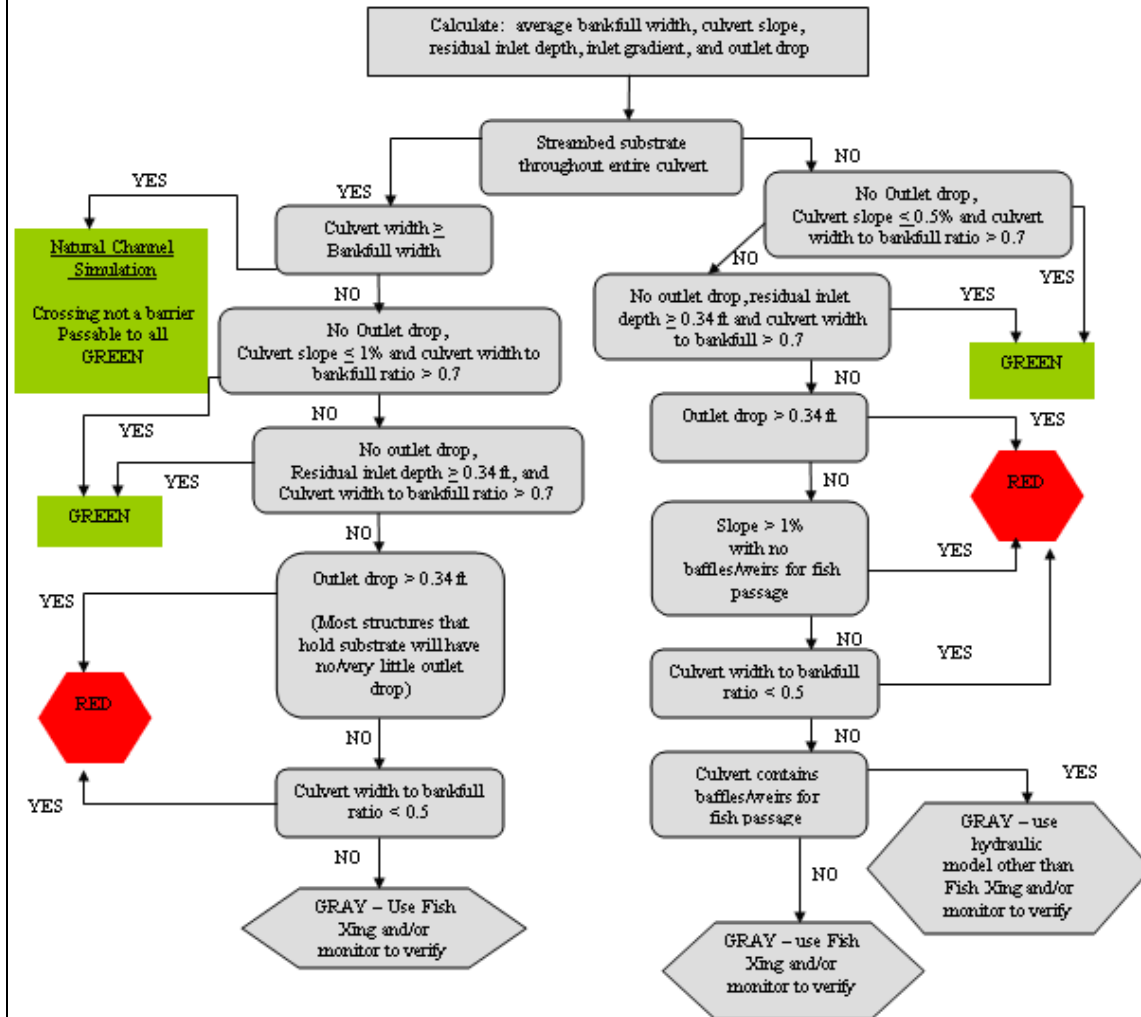 Calculate: average bankfull width, culvert slope,
residual inlet depth, inlet gradient, and outlet drop
Streambed substrate
throughout entire culvert
YES
NO
YES
Natural Channel
Simulation
Crossing not a barrier
Passable to all
GREEN
Culvert width ≥
Bankfull width
NO
No Outlet drop,
Culvert slope ≤ 1% and culvert width to
bankfull ratio > 0.7
YES
NO
No outlet drop,
Residual inlet depth ≥ 0.34 ft, and
Culvert width to bankfull ratio > 0.7
YES
GREEN
NO
Outlet drop > 0.34 ft
(Most structures that
hold substrate will have
no/very little outlet
drop)
YES
RED
NO
Culvert width to bankfull
ratio < 0.5
YES
NO
GRAY – Use Fish
Xing and/or
monitor to verify
No Outlet drop,
Culvert slope ≤ 0.5% and culvert
width to bankfull ratio > 0.7
NO
YES
No outlet drop, residual inlet
depth ≥ 0.34 ft and culvert width
to bankfull > 0.7
YES
GREEN
NO
Outlet drop > 0.34 ft
YES
RED
NO
Slope > 1%
with no
baffles/weirs for fish
passage
YES
NO
Culvert width to bankfull
ratio < 0.5
YES
NO
Culvert contains
baffles/weirs for
fish passage
YES
GRAY – use
hydraulic
model other than
Fish Xing and/or
monitor to verify
NO
GRAY – use Fish
Xing and/or
monitor to verify